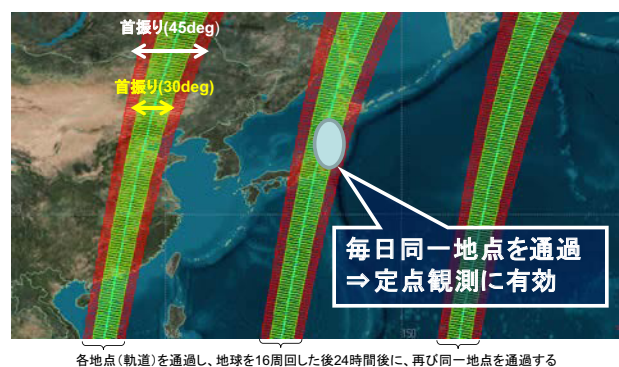 首振り(45deg)
首振り(30deg)
毎日同一地点を通過
⇒定点観測に有効
150
各地点(軌道)を通過し、地球を16周回した後24時間後に、再び同一地点を通過する